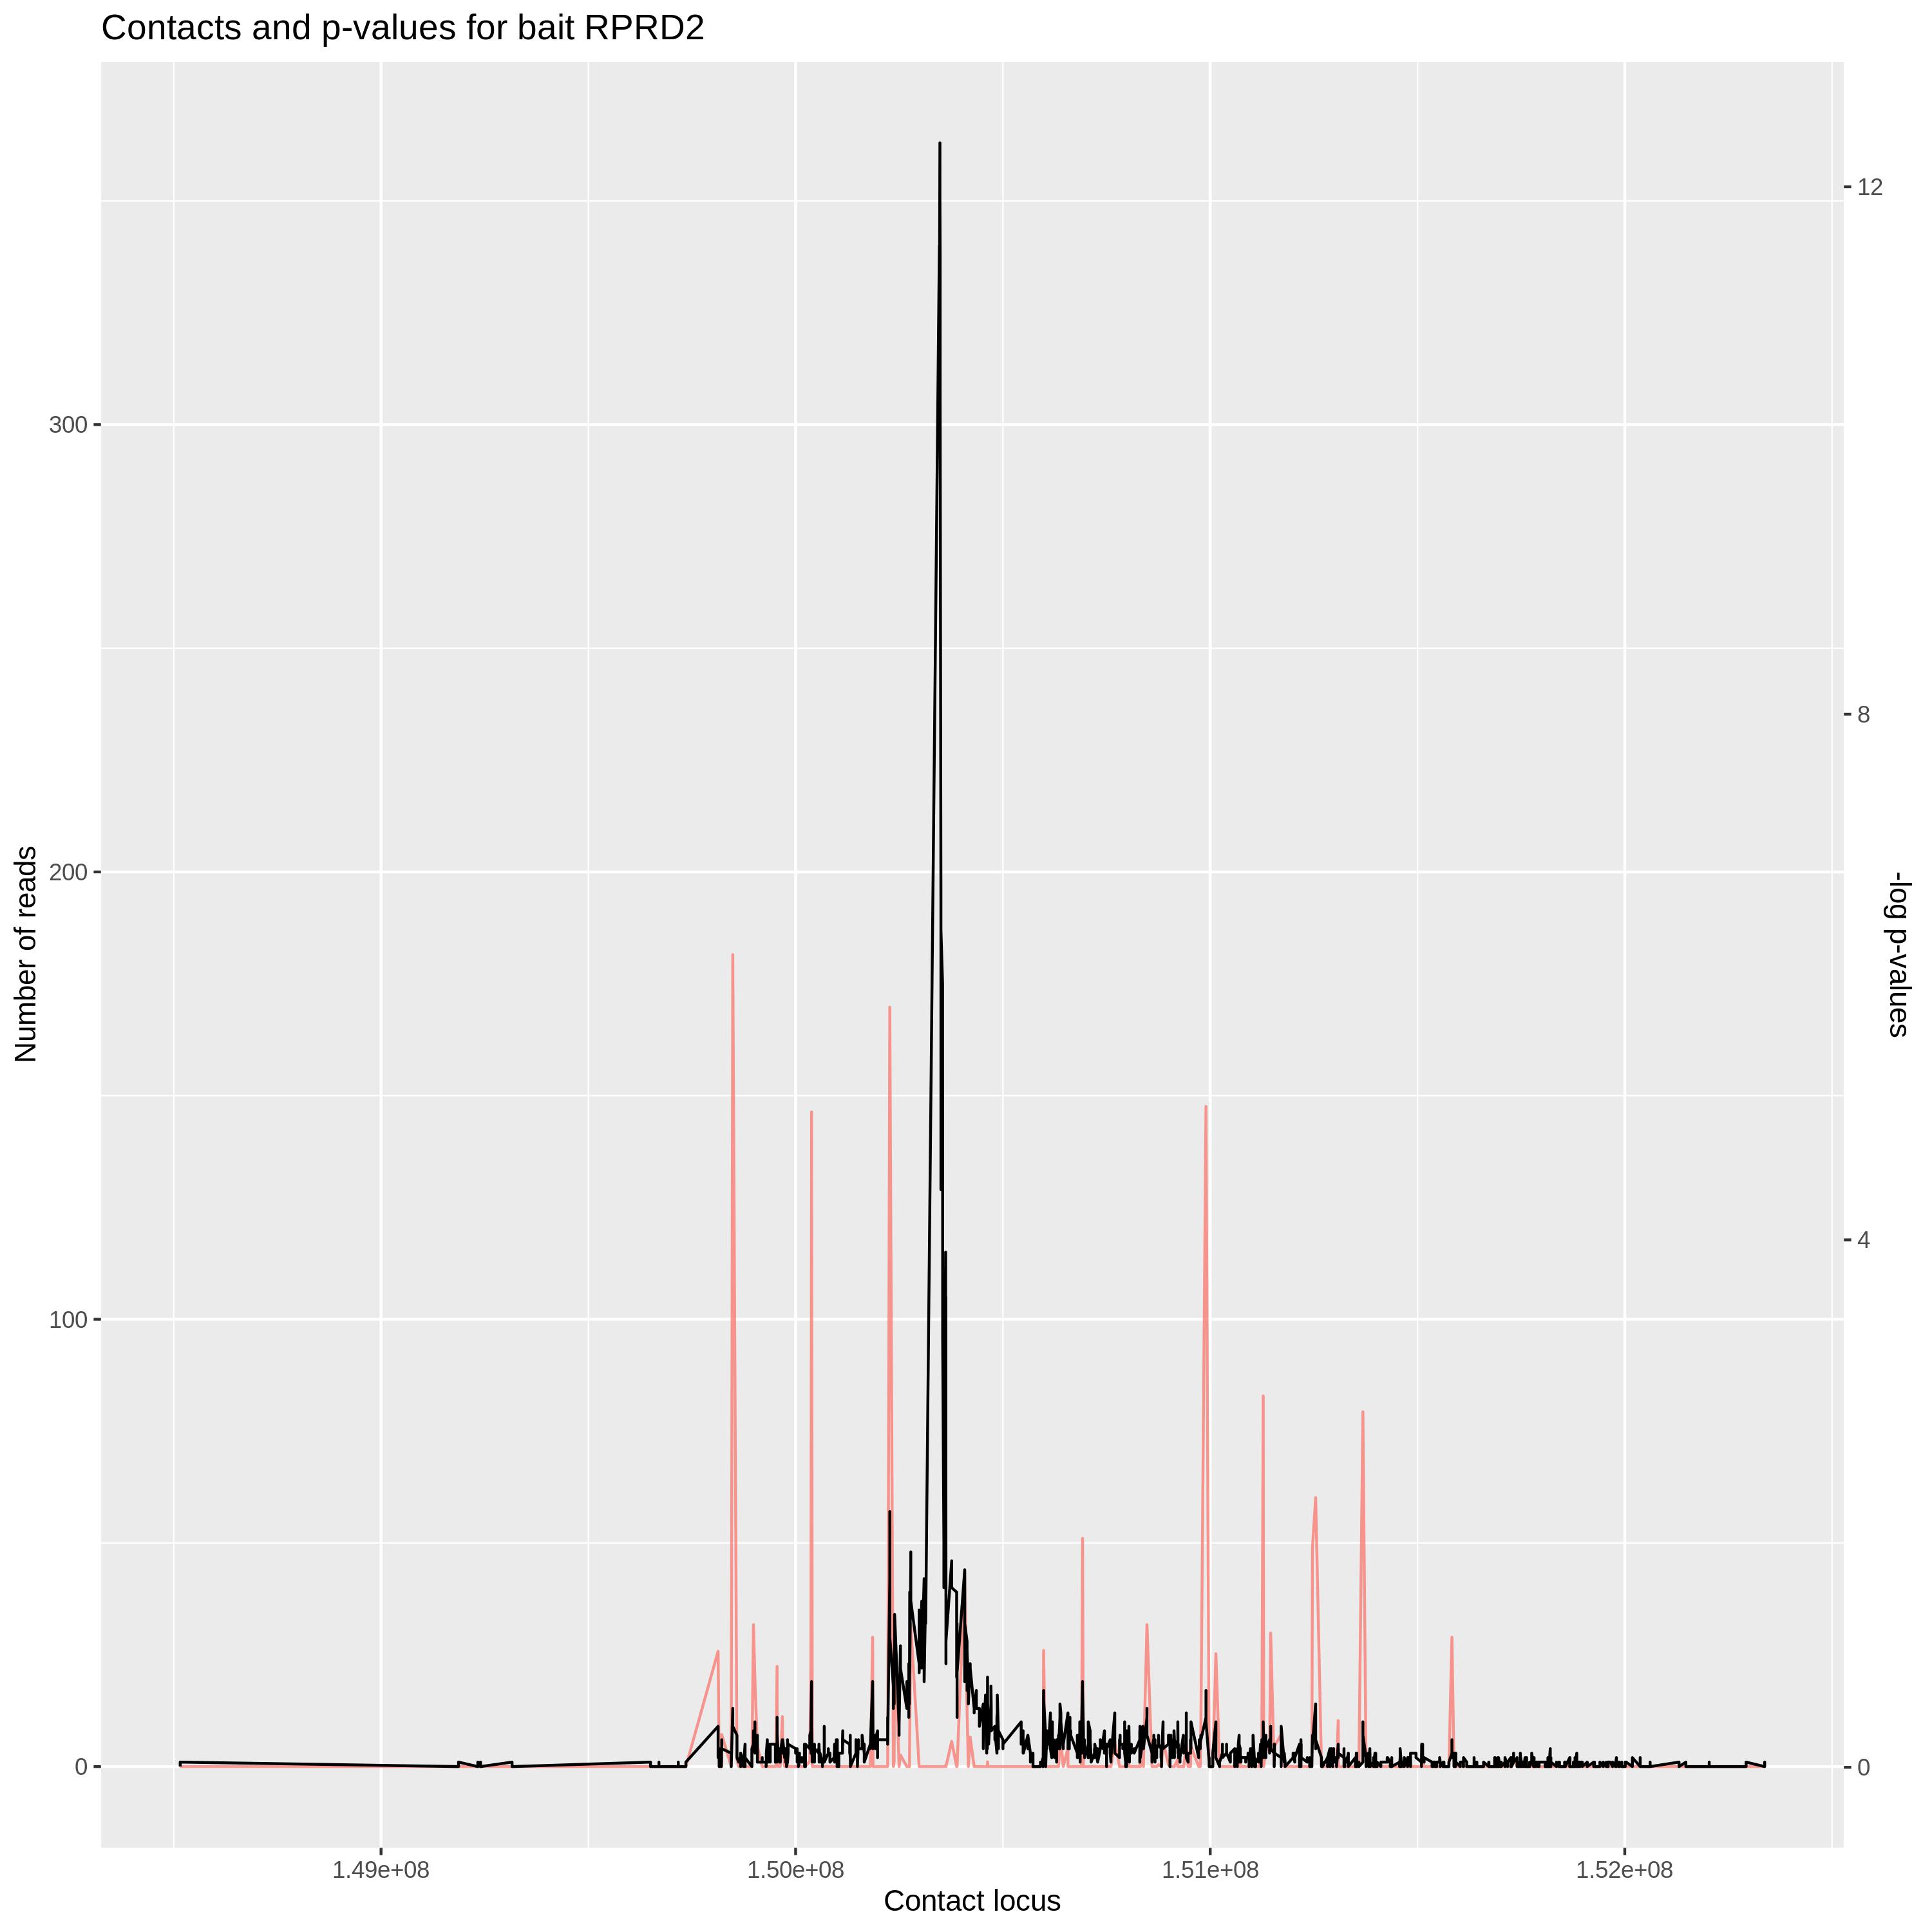 Contacts and p-values for bait RPRD2
300
200
100
0
Number of reads
12
8
4
0
-log p-values
1.49e+08
1.50e+08
1.51e+08
1.52e+08
Contact locus